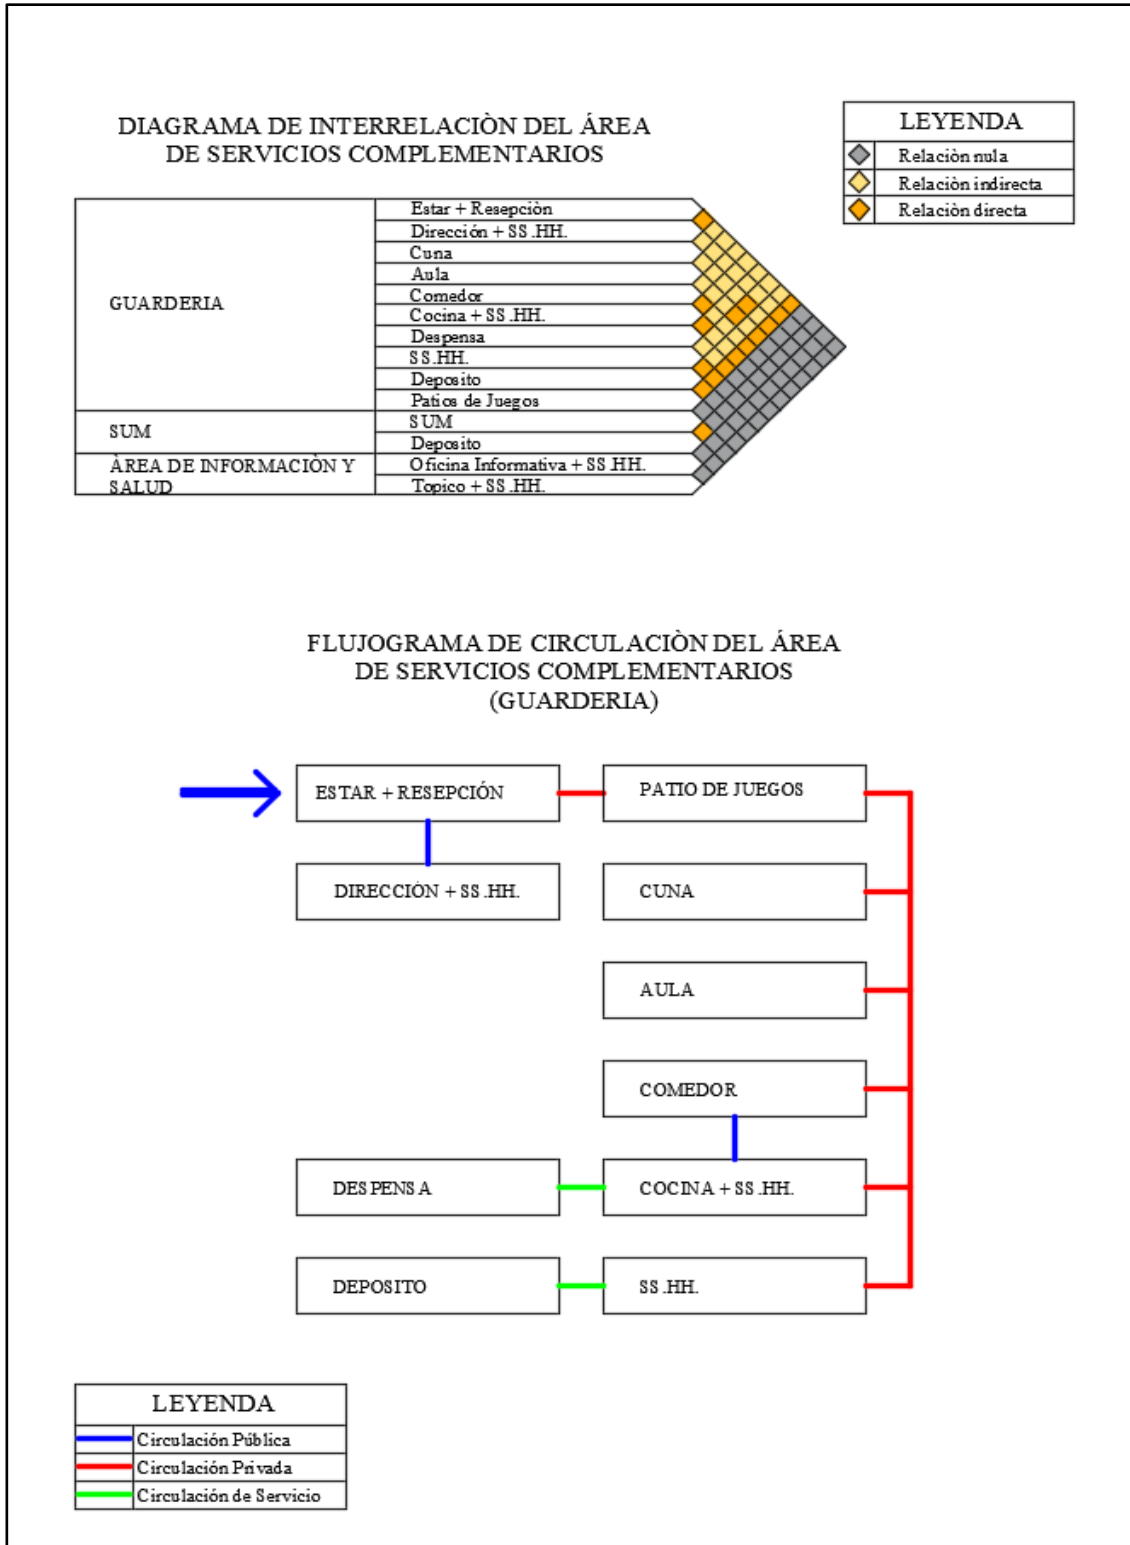 DIAGRAMA DE INTERRELACIÒN DEL ÁREA
DE SERVICIOS COMPLEMENTARIOS
LEYENDA
Relaciòn nula
Relaciòn indirecta
Relaciòn directa
GUARDERIA
Estar + Resepciòn
Dirección + SS.HH.
Cuna
Aula
Comedor
Cocina + SS.HH.
Despensa
SS.HH.
Deposito
Patios de Juegos
SUM
SUM
Deposito
ÀREA DE INFORMACIÒN Y
SALUD
Oficina Informativa + SS.HH.
Topico + SS.HH.
FLUJOGRAMA DE CIRCULACIÒN DEL ÁREA
DE SERVICIOS COMPLEMENTARIOS
(GUARDERIA)
ESTAR + RESEPCIÓN
PATIO DE JUEGOS
DIRECCIÓN + SS.HH.
CUNA
AULA
COMEDOR
DESPENSA
COCINA + SS.HH.
DEPOSITO
SS.HH.
LEYENDA
Circulación Pública
Circulación Privada
Circulación de Servicio